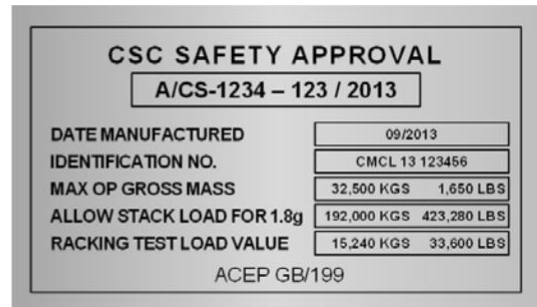 CSC SAFETY APPROVAL
A/CS-1234 – 123 / 2013
DATE MANUFACTURED 09/2013
IDENTIFICATION NO. CMCL 13 123456
MAX OP GROSS MASS 32,500 KGS 1,650 LBS
ALLOW STACK LOAD FOR 1.8g 192,000 KGS 423,280 LBS
RACKING TEST LOAD VALUE 15,240 KGS 33,600 LBS
ACEP GB/199